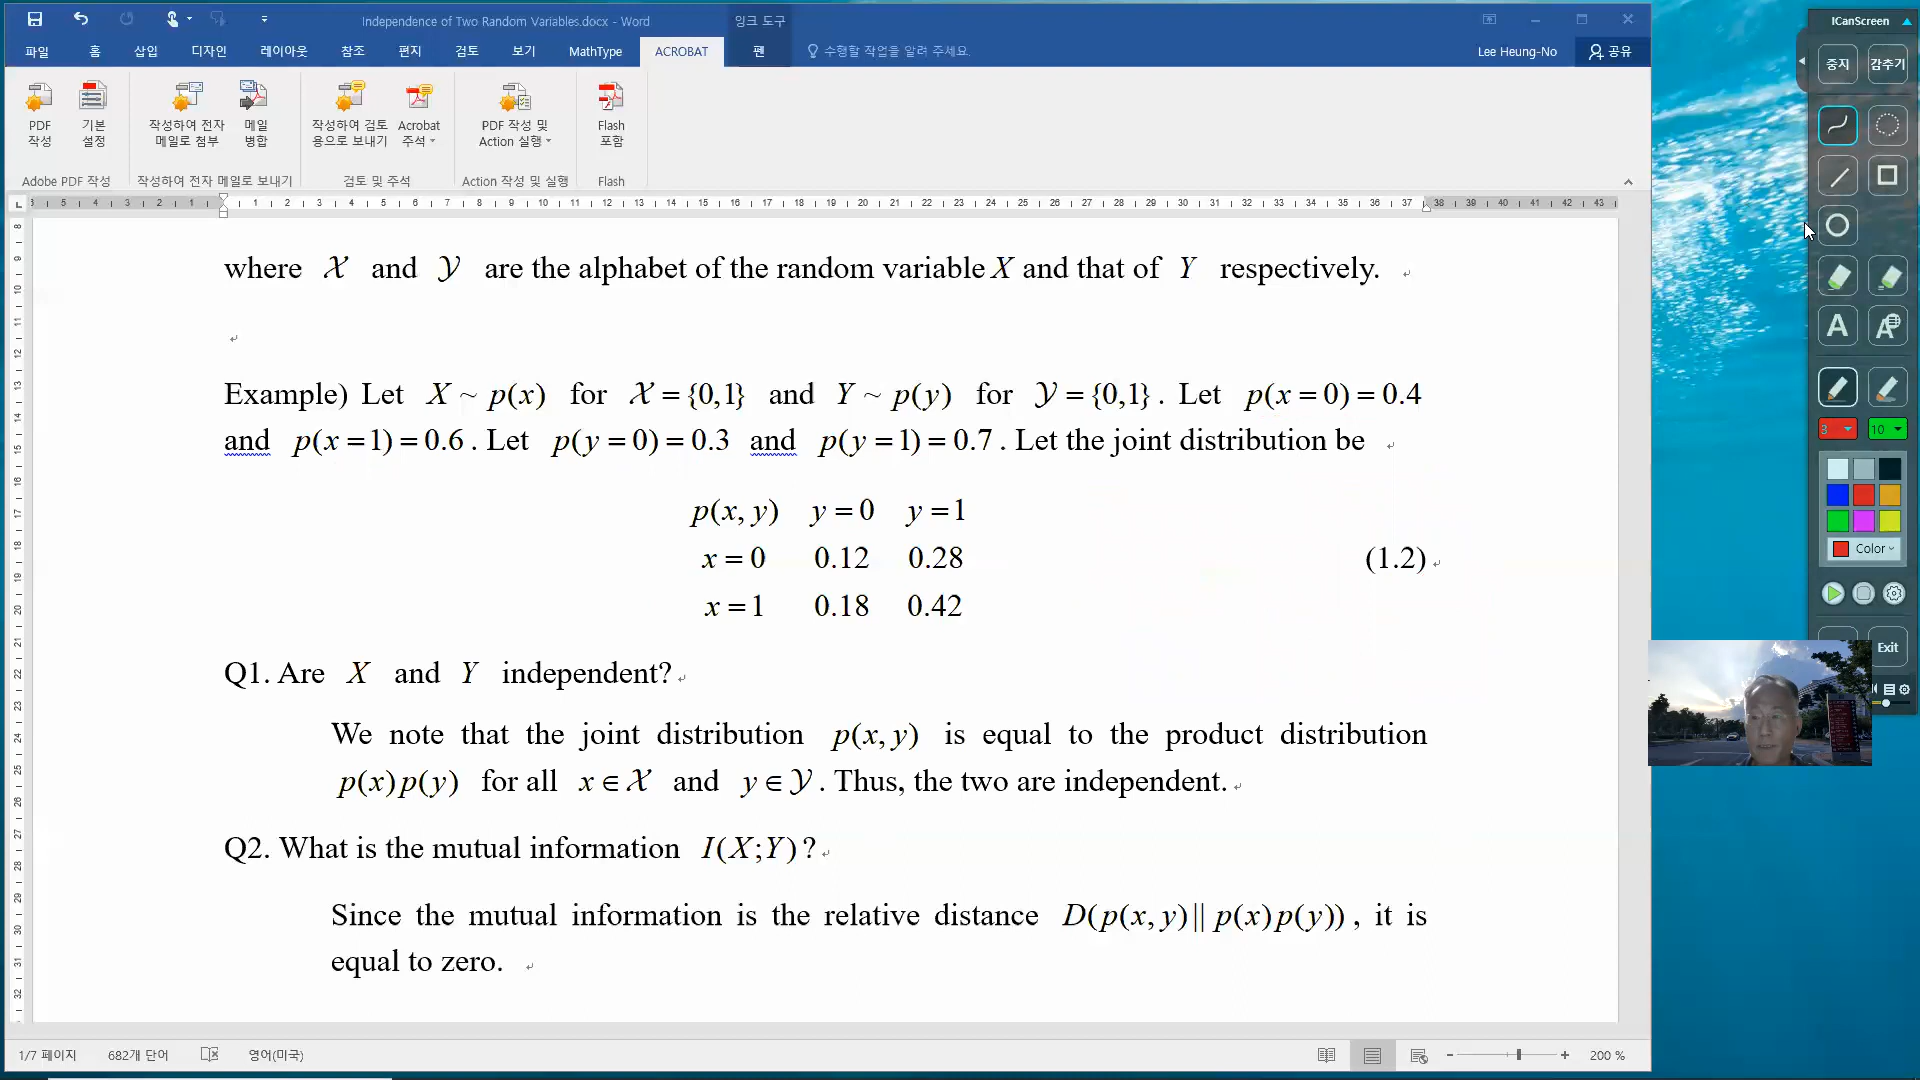 Independence of Two Random Variables.docx - Word
잉크 도구
ICanScreen
파일 홈 삽입 디자인 레이아웃 참조 편지 검토 보기 MathType ACROBAT 펜 수행할 작업을 알려 주세요. Lee Heung-No 공유
중지 감추기
PDF 작성
기본 설정
작성하여 전자 메일로 첨부
메일 병합
작성하여 검토 용으로 보내기
Acrobat 주석
PDF 작성 및 Action 실행
Flash 포함
Adobe PDF 작성 작성하여 전자 메일로 보내기 검토 및 주석 Action 작성 및 실행 Flash
where 𝒳 and 𝒴 are the alphabet of the random variable X and that of Y respectively.
Example) Let X ~ p(x) for 𝒳 = {0,1} and Y ~ p(y) for 𝒴 = {0,1}. Let p(x = 0) = 0.4
and p(x = 1) = 0.6. Let p(y = 0) = 0.3 and p(y = 1) = 0.7. Let the joint distribution be
p(x, y) y = 0 y = 1
x = 0 0.12 0.28 (1.2)
x = 1 0.18 0.42
Q1. Are X and Y independent?
We note that the joint distribution p(x, y) is equal to the product distribution
p(x)p(y) for all x ∈ 𝒳 and y ∈ 𝒴. Thus, the two are independent.
Q2. What is the mutual information I(X;Y)?
Since the mutual information is the relative distance D(p(x, y) || p(x)p(y)), it is
equal to zero.
A A
3 10
Color
Exit
1/7 페이지 682개 단어 영어(미국) 200 %